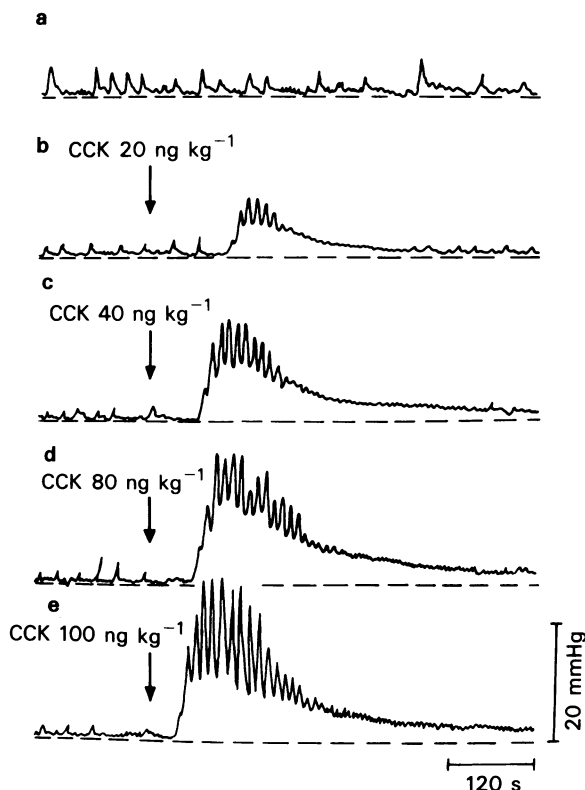 a
b
CCK 20 ng kg⁻¹
c
CCK 40 ng kg⁻¹
d
CCK 80 ng kg⁻¹
e
CCK 100 ng kg⁻¹
20 mmHg
120 s